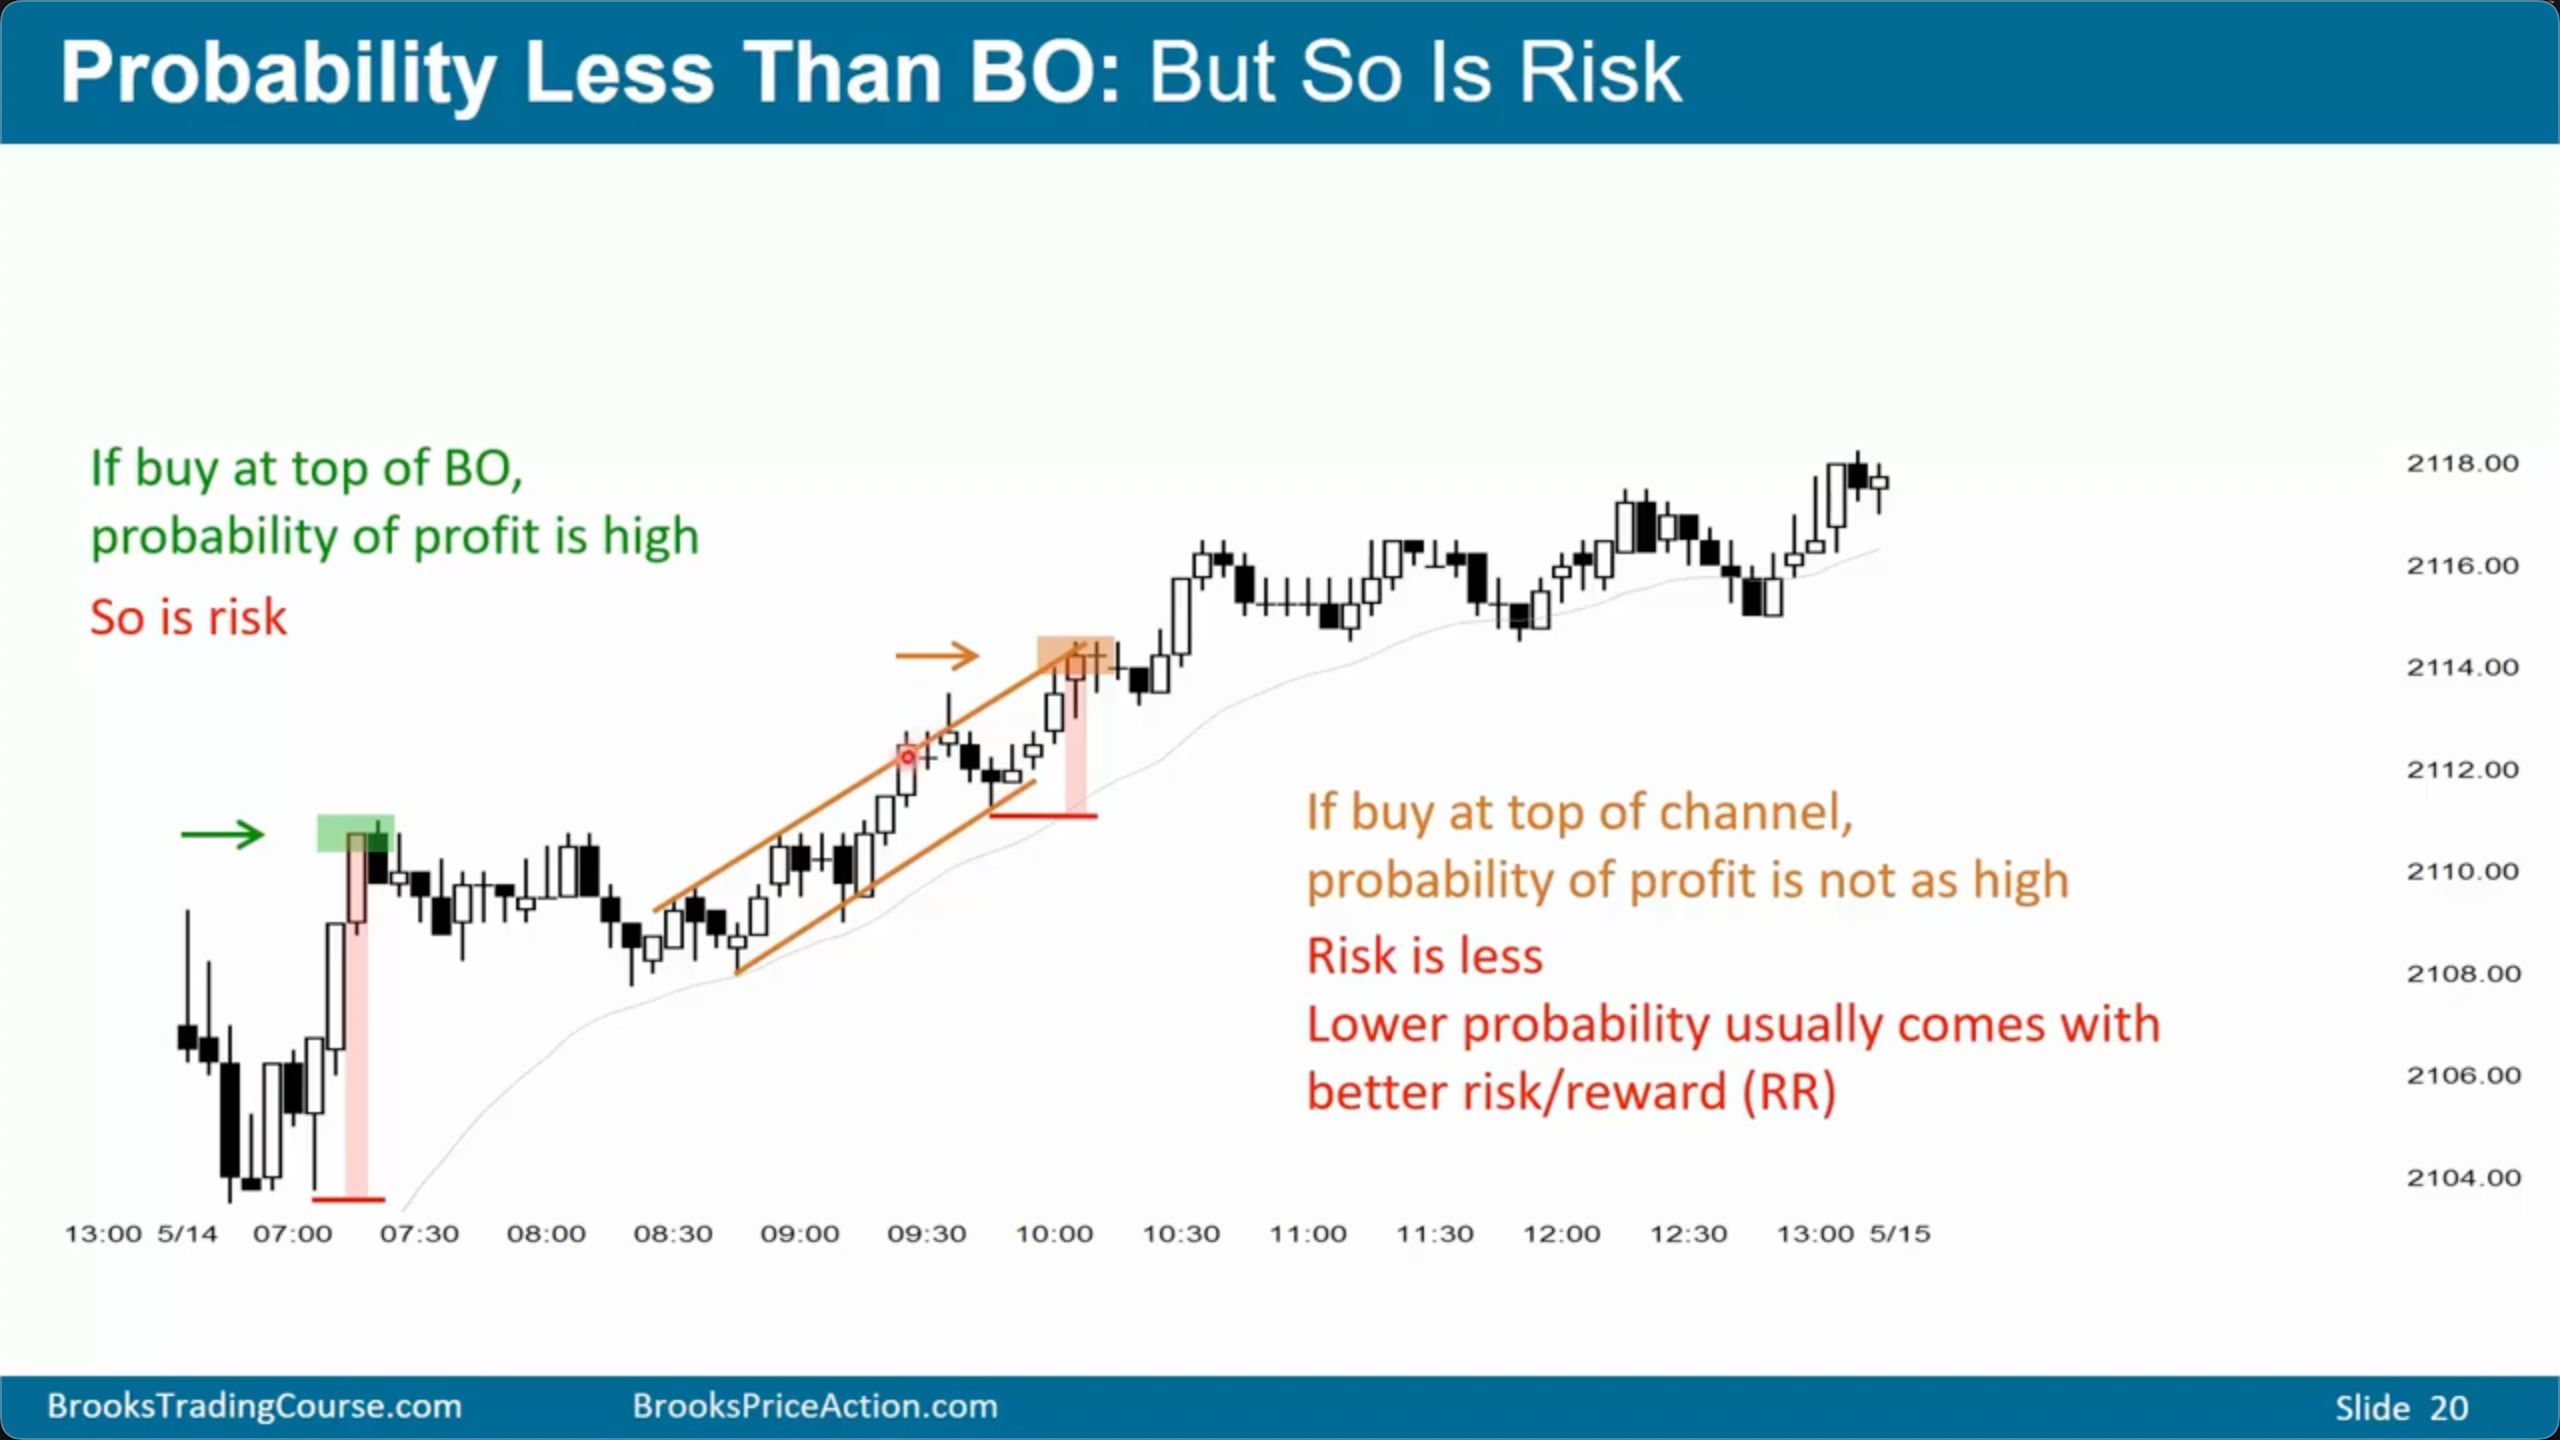 Probability Less Than BO: But So Is Risk
If buy at top of BO,
probability of profit is high
So is risk
If buy at top of channel,
probability of profit is not as high
Risk is less
Lower probability usually comes with
better risk/reward (RR)
2118.00
2116.00
2114.00
2112.00
2110.00
2108.00
2106.00
2104.00
13:00 5/14 07:00 07:30 08:00 08:30 09:00 09:30 10:00 10:30 11:00 11:30 12:00 12:30 13:00 5/15
BrooksTradingCourse.com BrooksPriceAction.com Slide 20